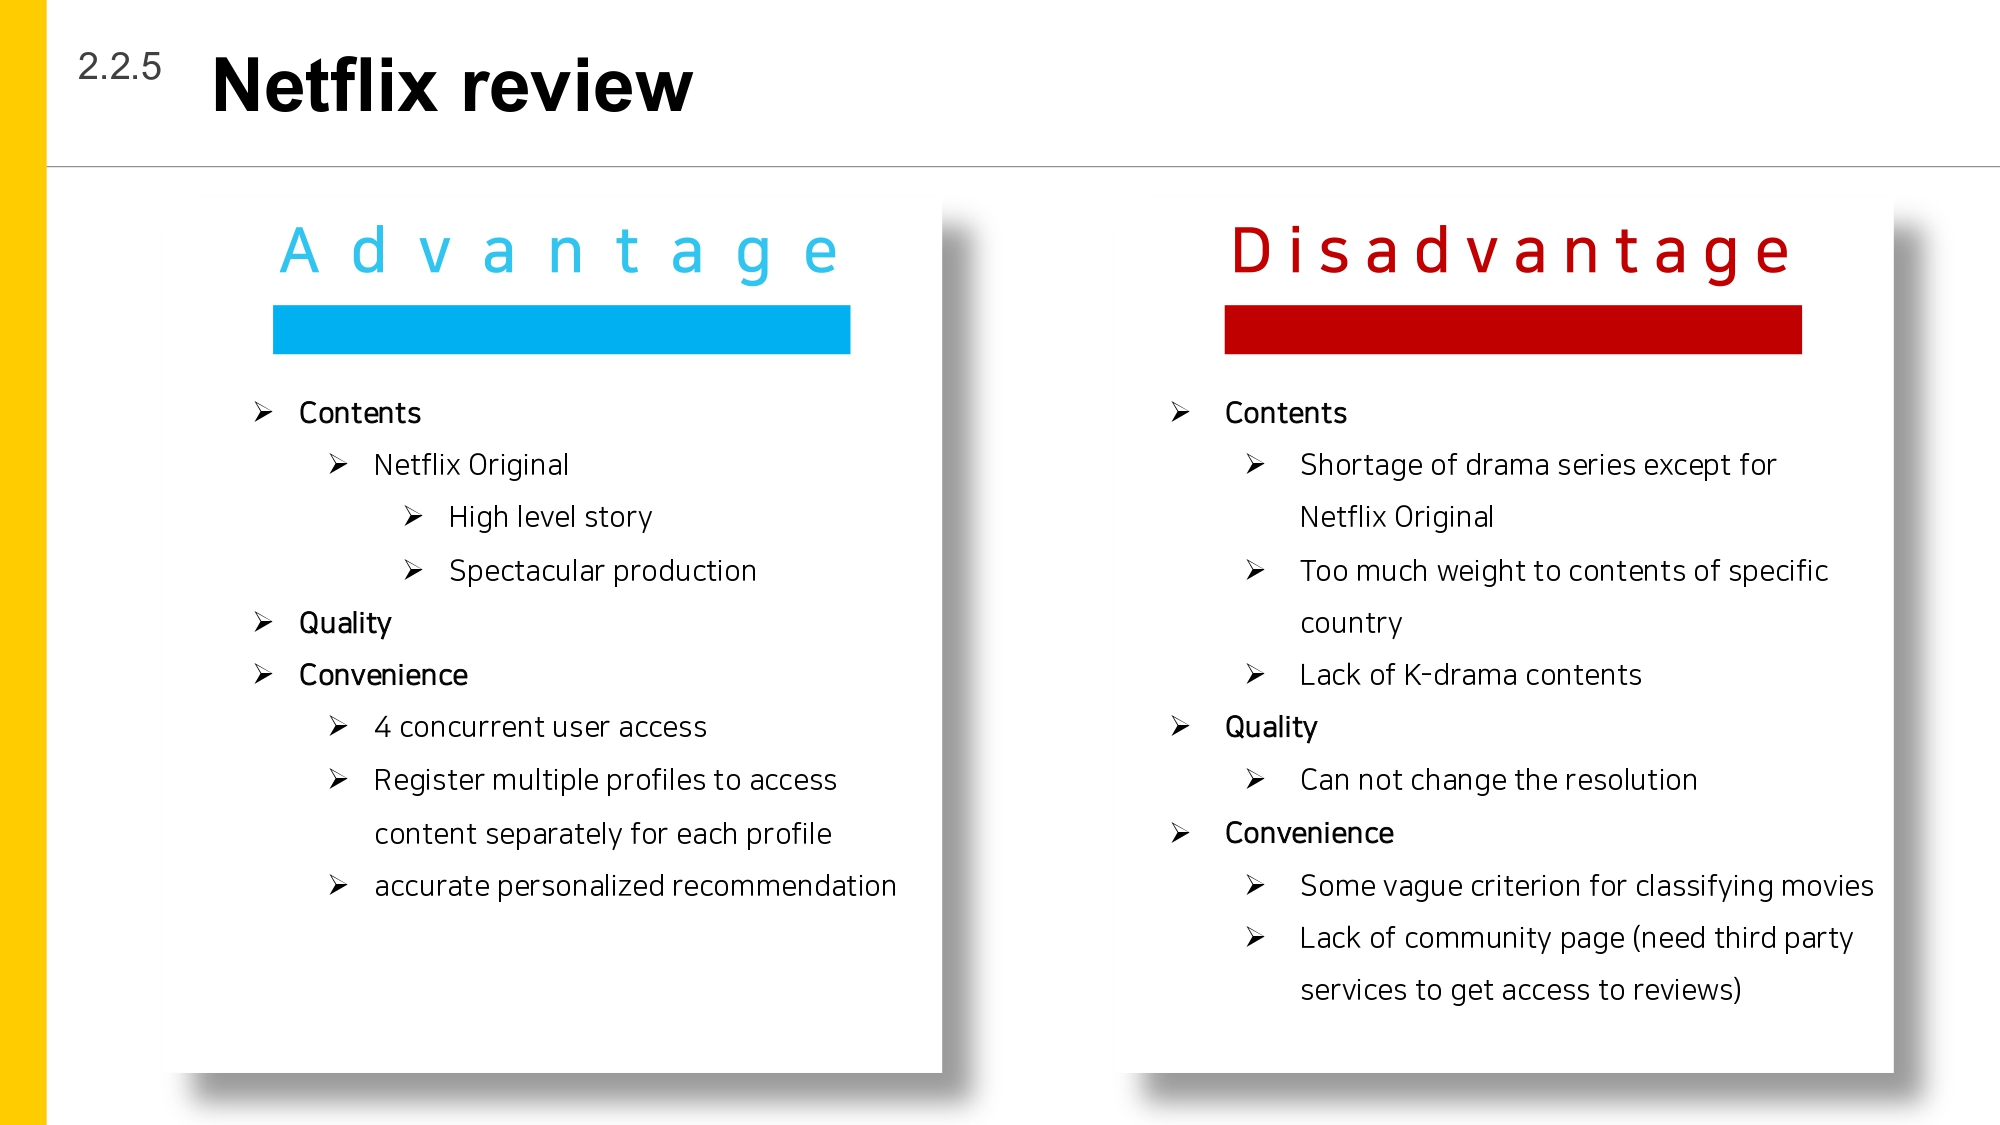 2.2.5
Netflix review
Advantage
Contents
Netflix Original
High level story
Spectacular production
Quality
Convenience
4 concurrent user access
Register multiple profiles to access
content separately for each profile
accurate personalized recommendation
Disadvantage
Contents
Shortage of drama series except for
Netflix Original
Too much weight to contents of specific
country
Lack of K-drama contents
Quality
Can not change the resolution
Convenience
Some vague criterion for classifying movies
Lack of community page (need third party
services to get access to reviews)